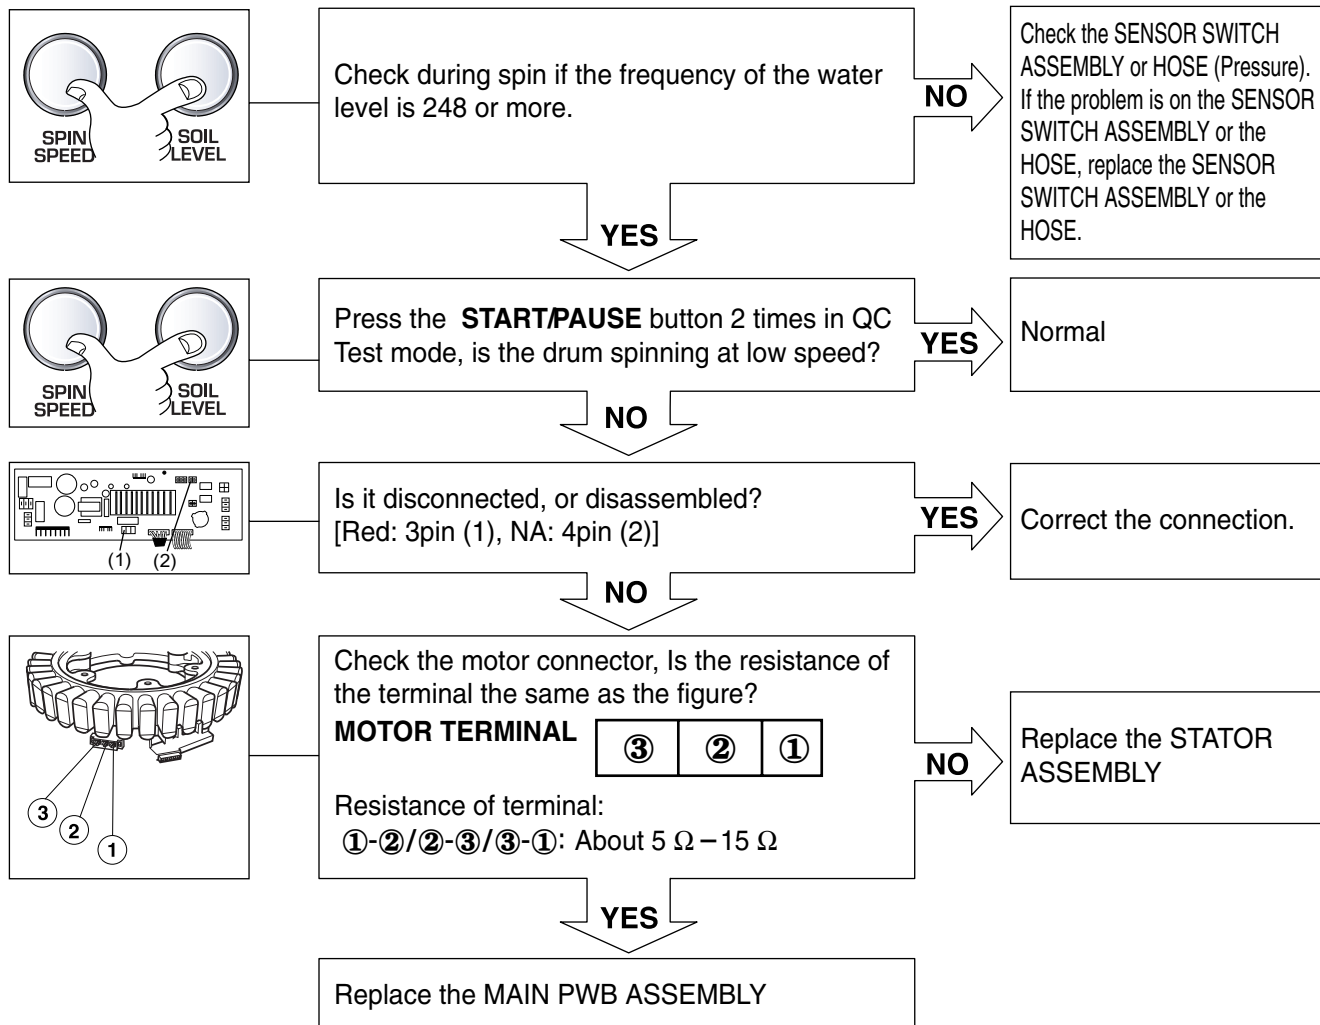 SPIN
SPEED
SOIL
LEVEL
Check during spin if the frequency of the water
level is 248 or more.
NO
Check the SENSOR SWITCH
ASSEMBLY or HOSE (Pressure).
If the problem is on the SENSOR
SWITCH ASSEMBLY or the
HOSE, replace the SENSOR
SWITCH ASSEMBLY or the
HOSE.
YES
SPIN
SPEED
SOIL
LEVEL
Press the START/PAUSE button 2 times in QC
Test mode, is the drum spinning at low speed?
YES
Normal
NO
(1) (2)
Is it disconnected, or disassembled?
[Red: 3pin (1), NA: 4pin (2)]
YES
Correct the connection.
NO
3
2
1
Check the motor connector, Is the resistance of
the terminal the same as the figure?
MOTOR TERMINAL ③ ② ①
Resistance of terminal:
①-②/②-③/③-①: About 5 Ω – 15 Ω
NO
Replace the STATOR
ASSEMBLY
YES
Replace the MAIN PWB ASSEMBLY